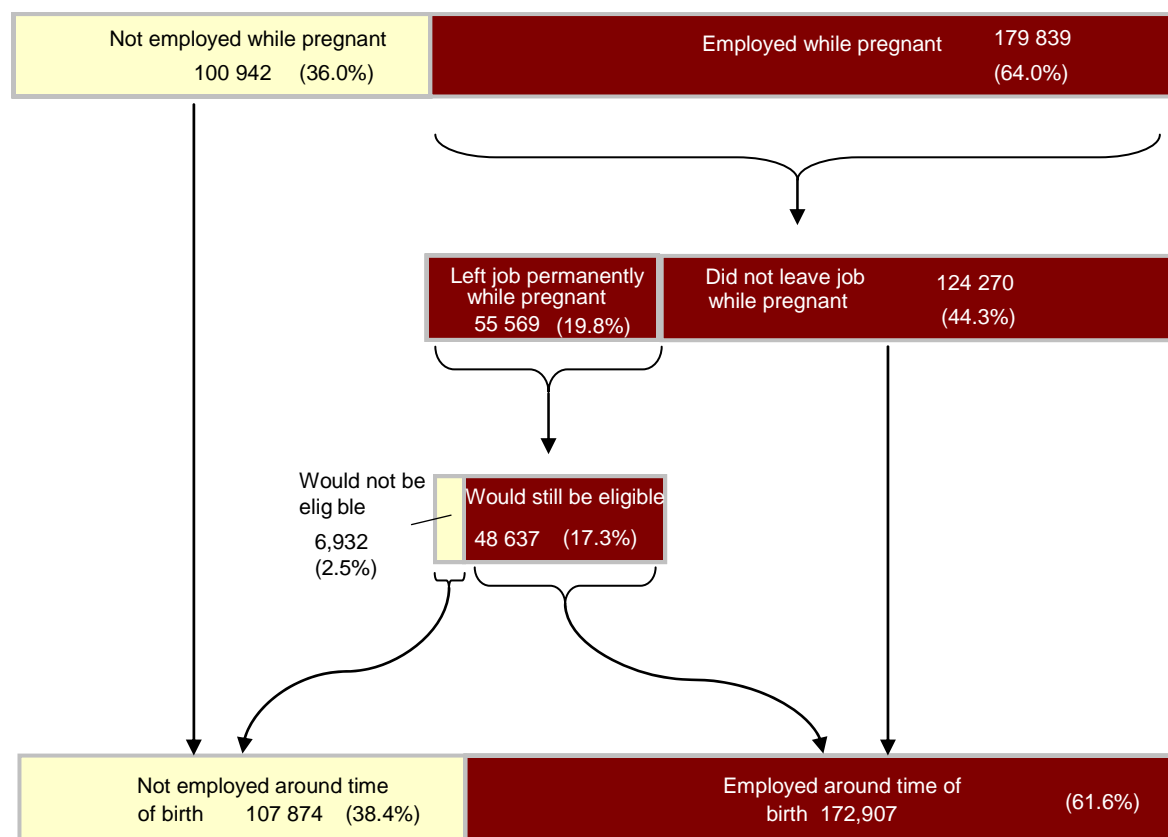 Not employed while pregnant
100 942 (36.0%)
Employed while pregnant
179 839
(64.0%)
Left job permanently
while pregnant
55 569 (19.8%)
Did not leave job
while pregnant
124 270
(44.3%)
Would not be
elig ble
6,932
(2.5%)
Would still be eligible
48 637 (17.3%)
Not employed around time
of birth 107 874 (38.4%)
Employed around time of
birth 172,907
(61.6%)